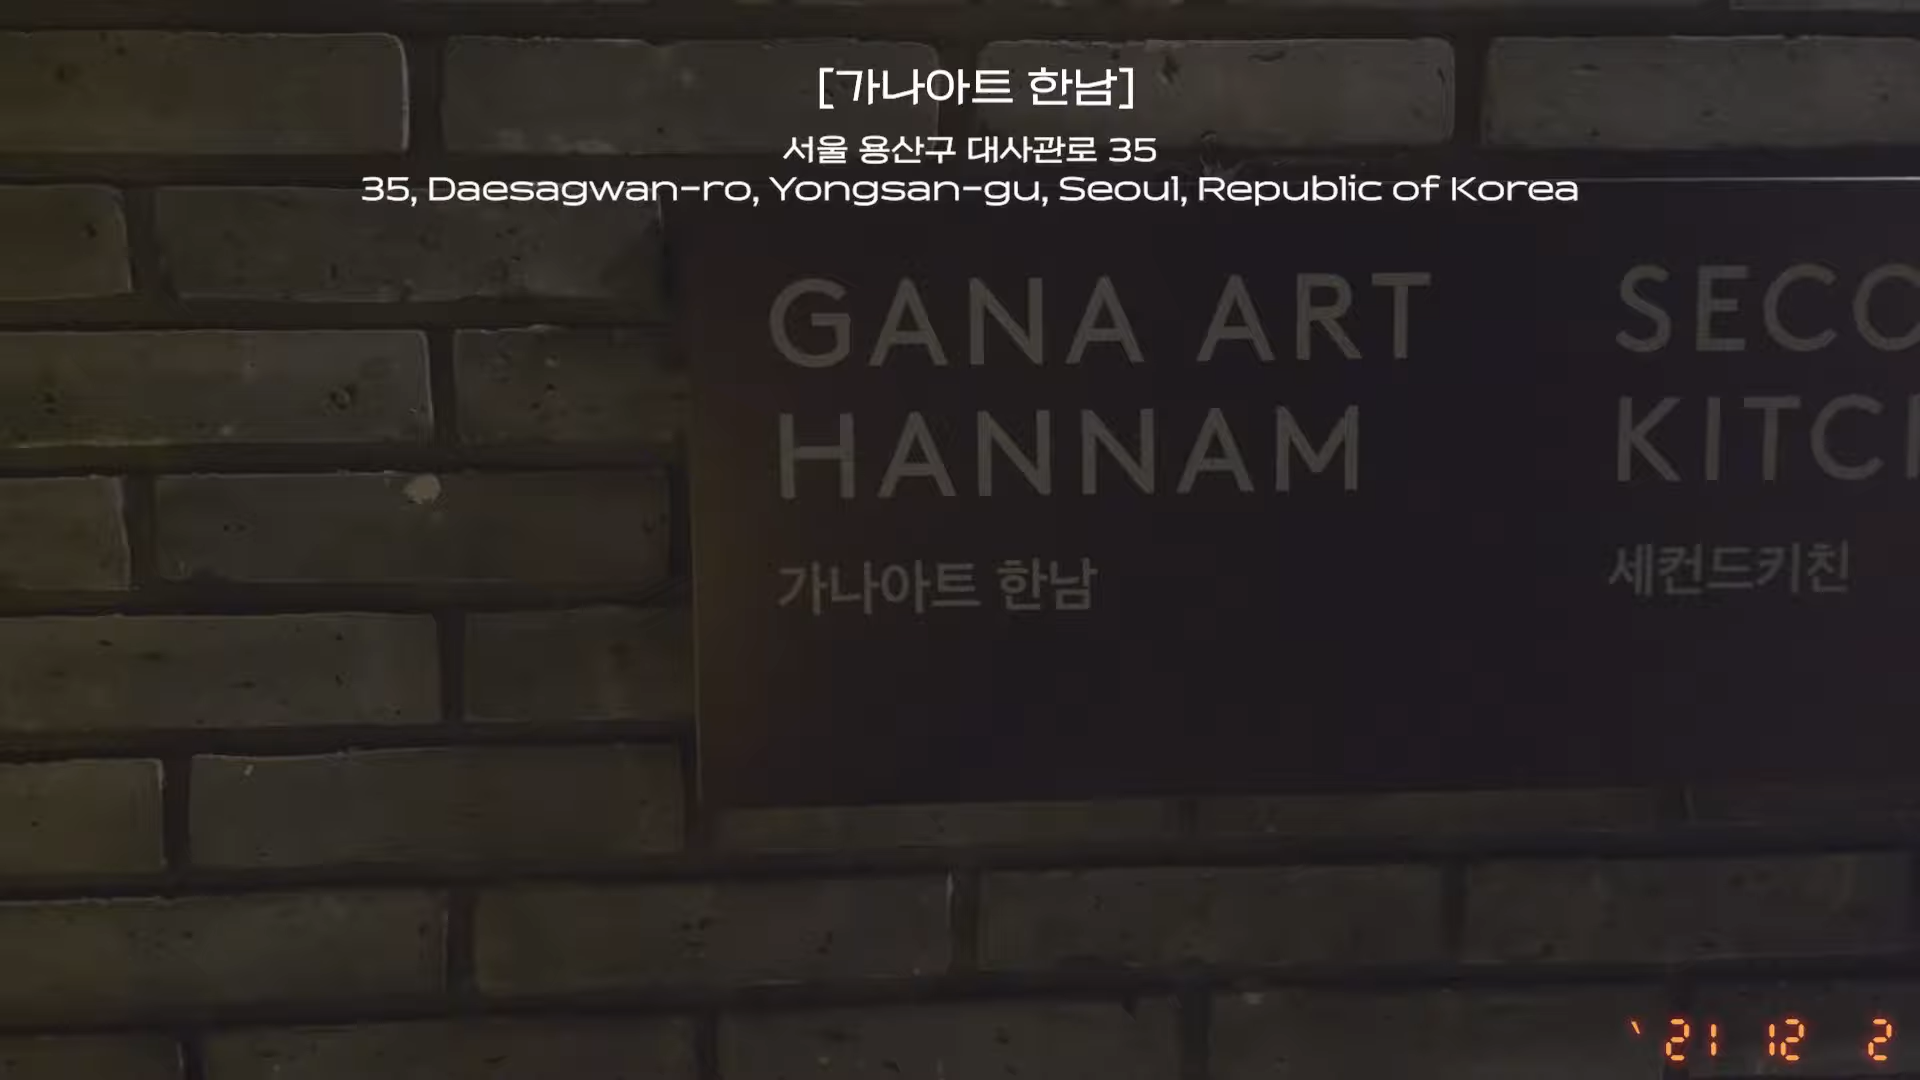 [가나아트 한남]
서울 용산구 대사관로 35
35, Daesagwan-ro, Yongsan-gu, Seoul, Republic of Korea
GANA ART
HANNAM
가나아트 한남
SECO
KITCH
세컨드키친
`21 12 2